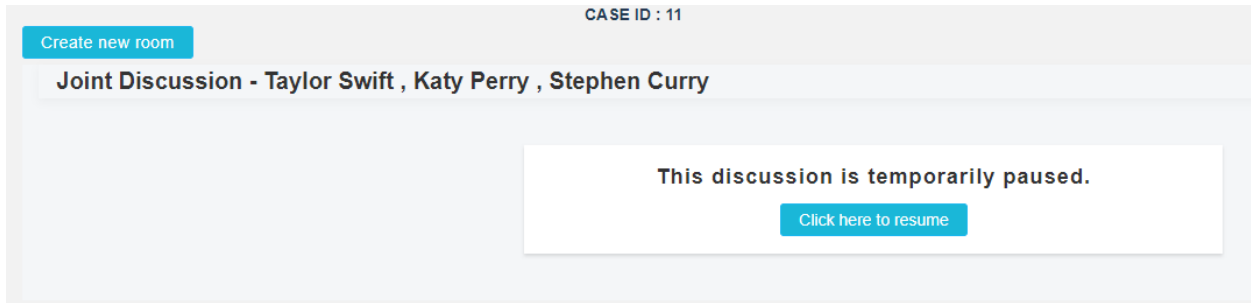 CASE ID : 11
Create new room
Joint Discussion - Taylor Swift , Katy Perry , Stephen Curry
This discussion is temporarily paused.
Click here to resume